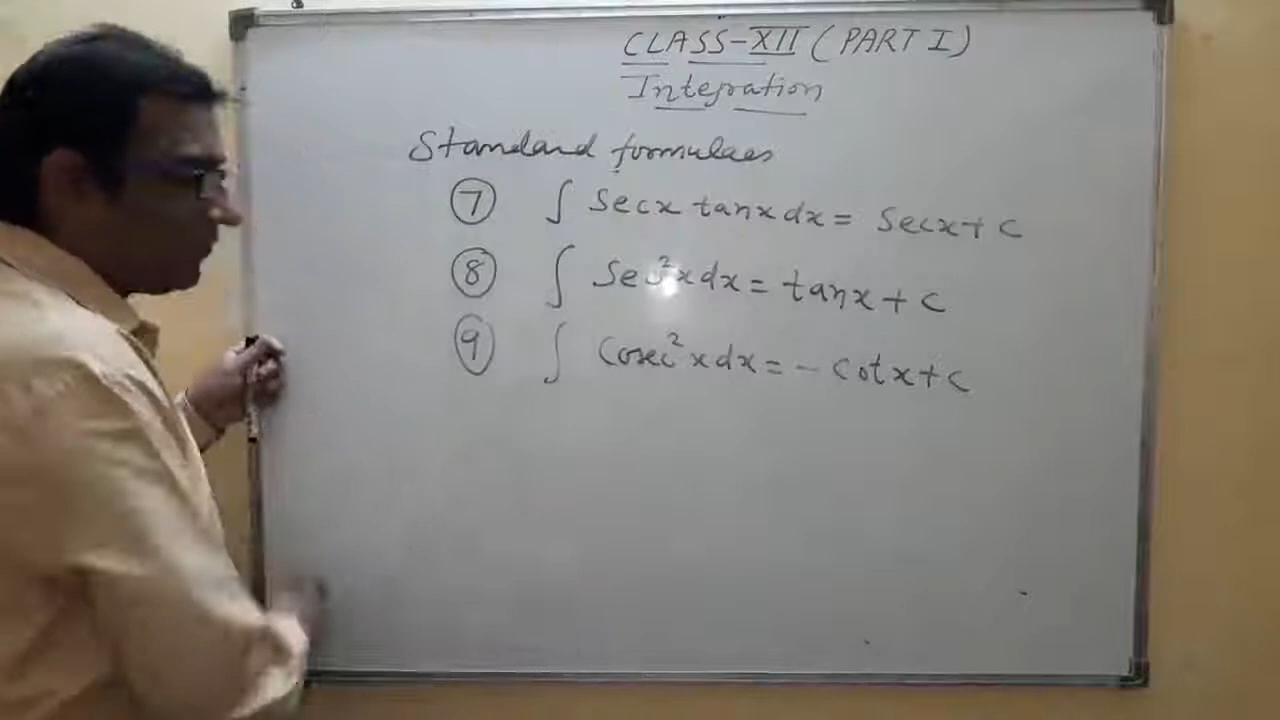 CLASS-XII (PART I)
Integration
Standard formulaes
⑦ ∫ Secx tanx dx = Secx + c
⑧ ∫ Sec²x dx = tanx + c
⑨ ∫ Cosec²x dx = - cotx + c